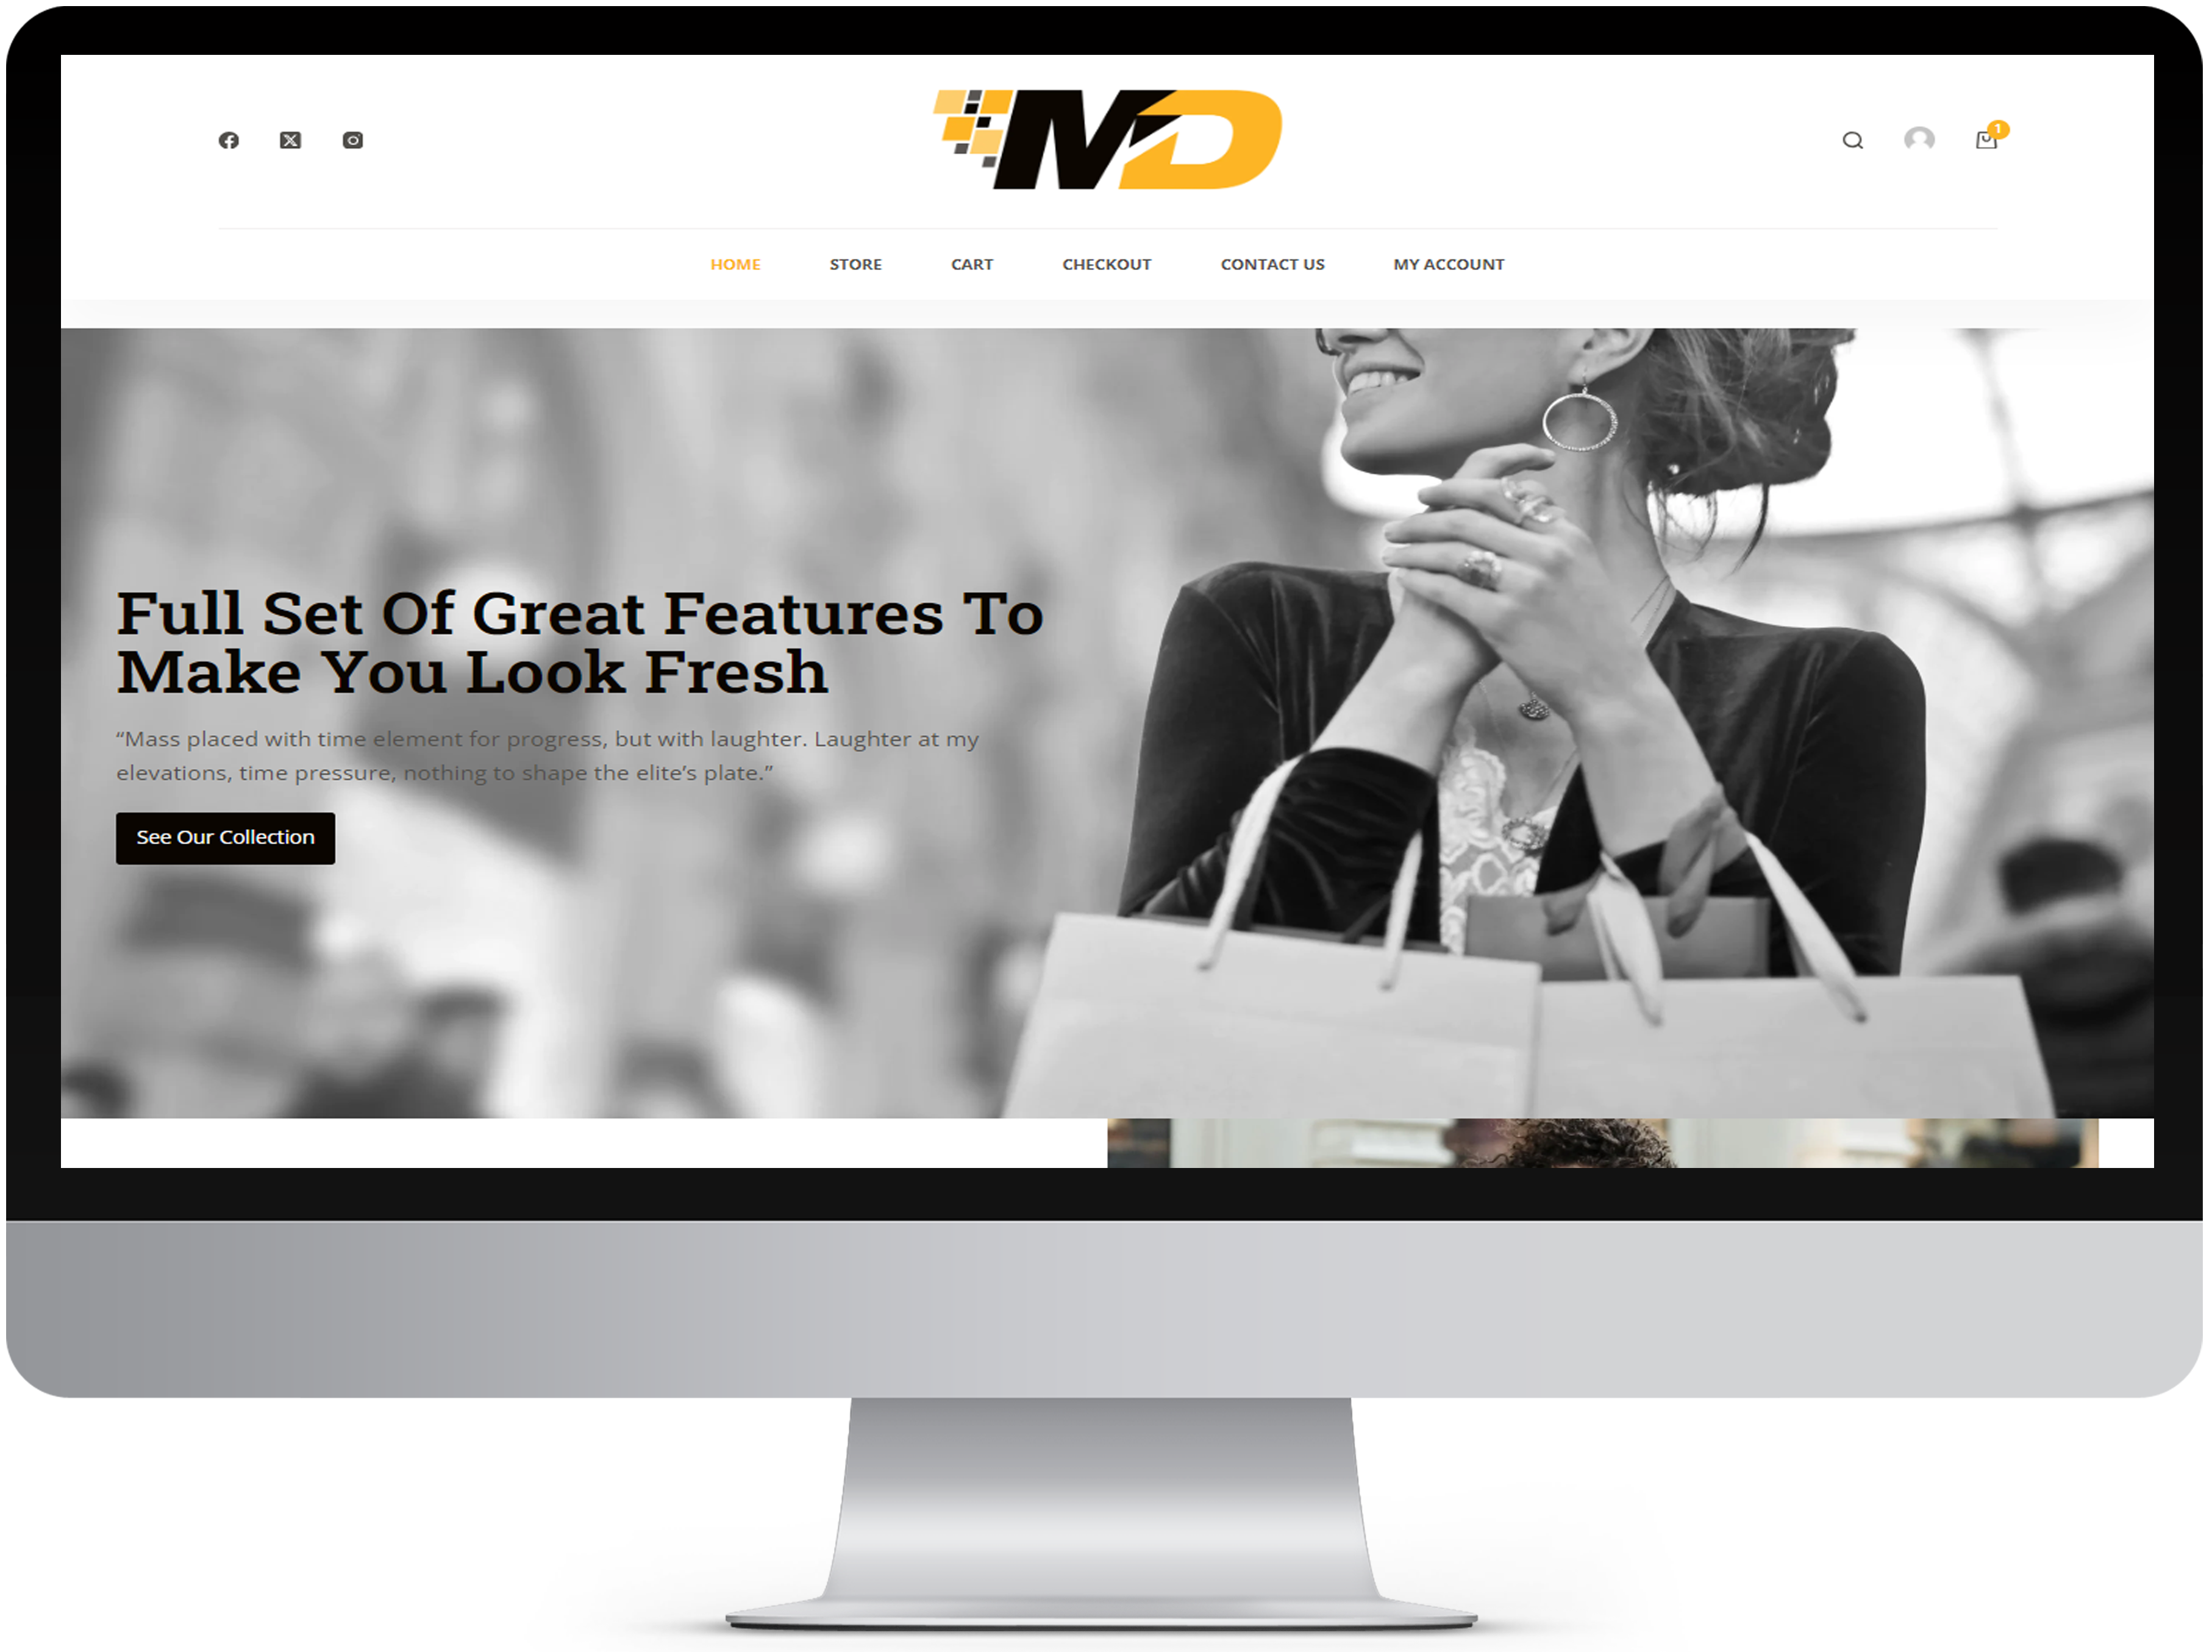 MD
1
HOME STORE CART CHECKOUT CONTACT US MY ACCOUNT
Full Set Of Great Features To
Make You Look Fresh
“Mass placed with time element for progress, but with laughter. Laughter at my
elevations, time pressure, nothing to shape the elite’s plate.”
See Our Collection